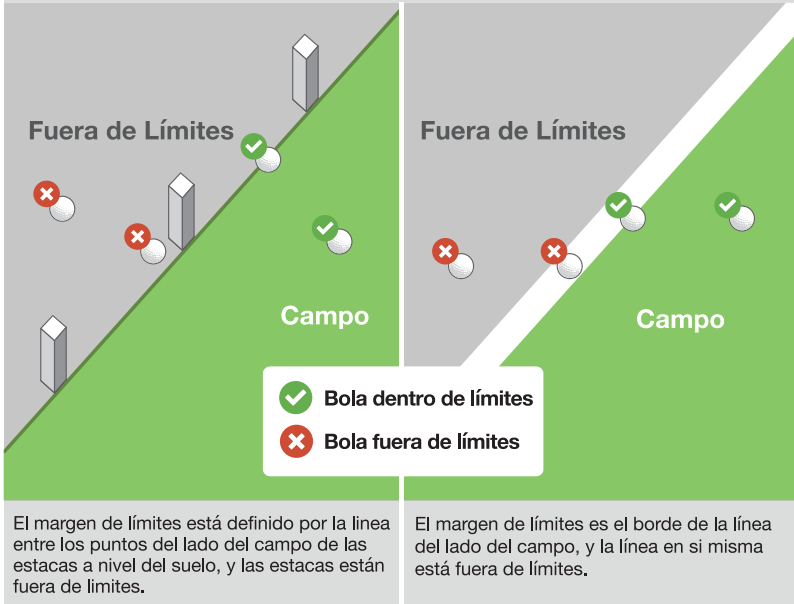 Fuera de Límites
Campo
Fuera de Límites
Campo
Bola dentro de límites
Bola fuera de límites
El margen de límites está definido por la linea
entre los puntos del lado del campo de las
estacas a nivel del suelo, y las estacas están
fuera de limites.
El margen de límites es el borde de la línea
del lado del campo, y la línea en si misma
está fuera de límites.